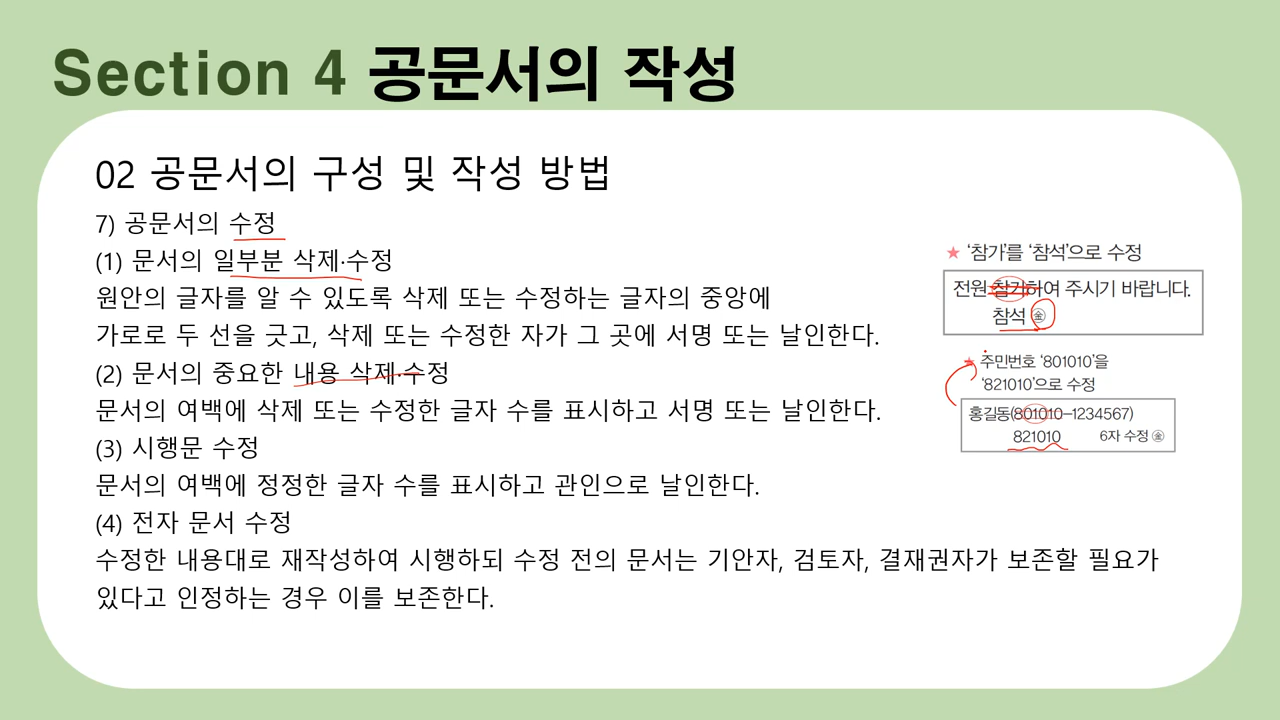 Section 4 공문서의 작성
02 공문서의 구성 및 작성 방법
7) 공문서의 수정
(1) 문서의 일부분 삭제·수정
원안의 글자를 알 수 있도록 삭제 또는 수정하는 글자의 중앙에
가로로 두 선을 긋고, 삭제 또는 수정한 자가 그 곳에 서명 또는 날인한다.
(2) 문서의 중요한 내용 삭제·수정
문서의 여백에 삭제 또는 수정한 글자 수를 표시하고 서명 또는 날인한다.
(3) 시행문 수정
문서의 여백에 정정한 글자 수를 표시하고 관인으로 날인한다.
(4) 전자 문서 수정
수정한 내용대로 재작성하여 시행하되 수정 전의 문서는 기안자, 검토자, 결재권자가 보존할 필요가
있다고 인정하는 경우 이를 보존한다.
★ ‘참가’를 ‘참석’으로 수정
전원 참가하여 주시기 바랍니다.
참석 ㊎
★ 주민번호 ‘801010’을
‘821010’으로 수정
홍길동(801010-1234567)
821010 6자 수정 ㊎